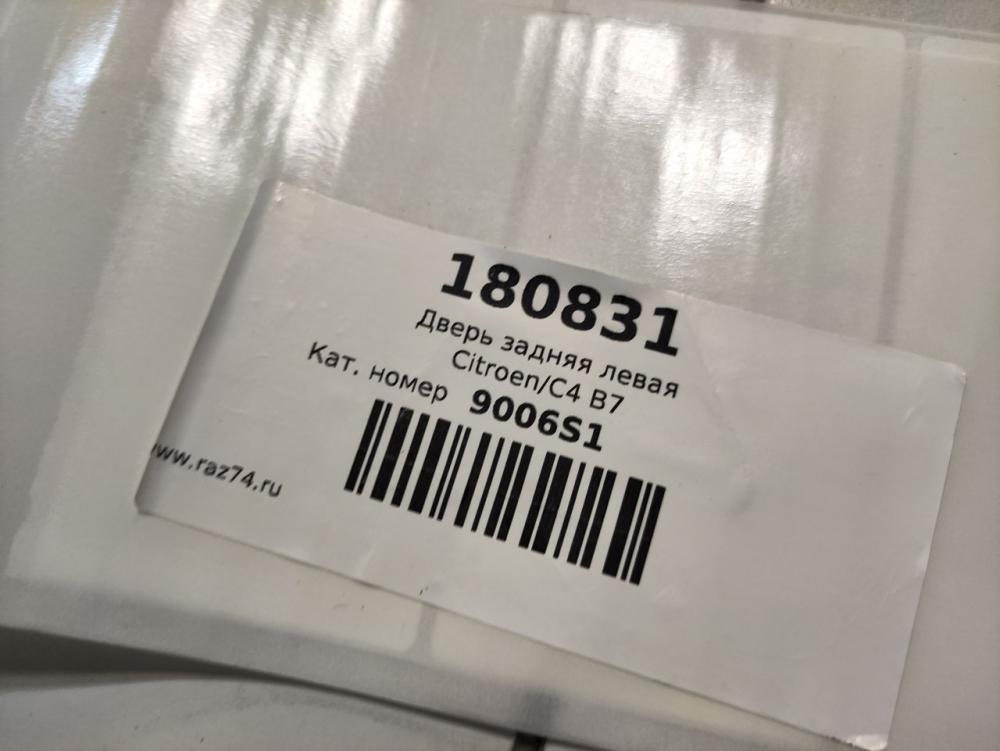 180831
Дверь задняя левая
Citroen/C4 B7
Кат. номер 9006S1
www.raz74.ru